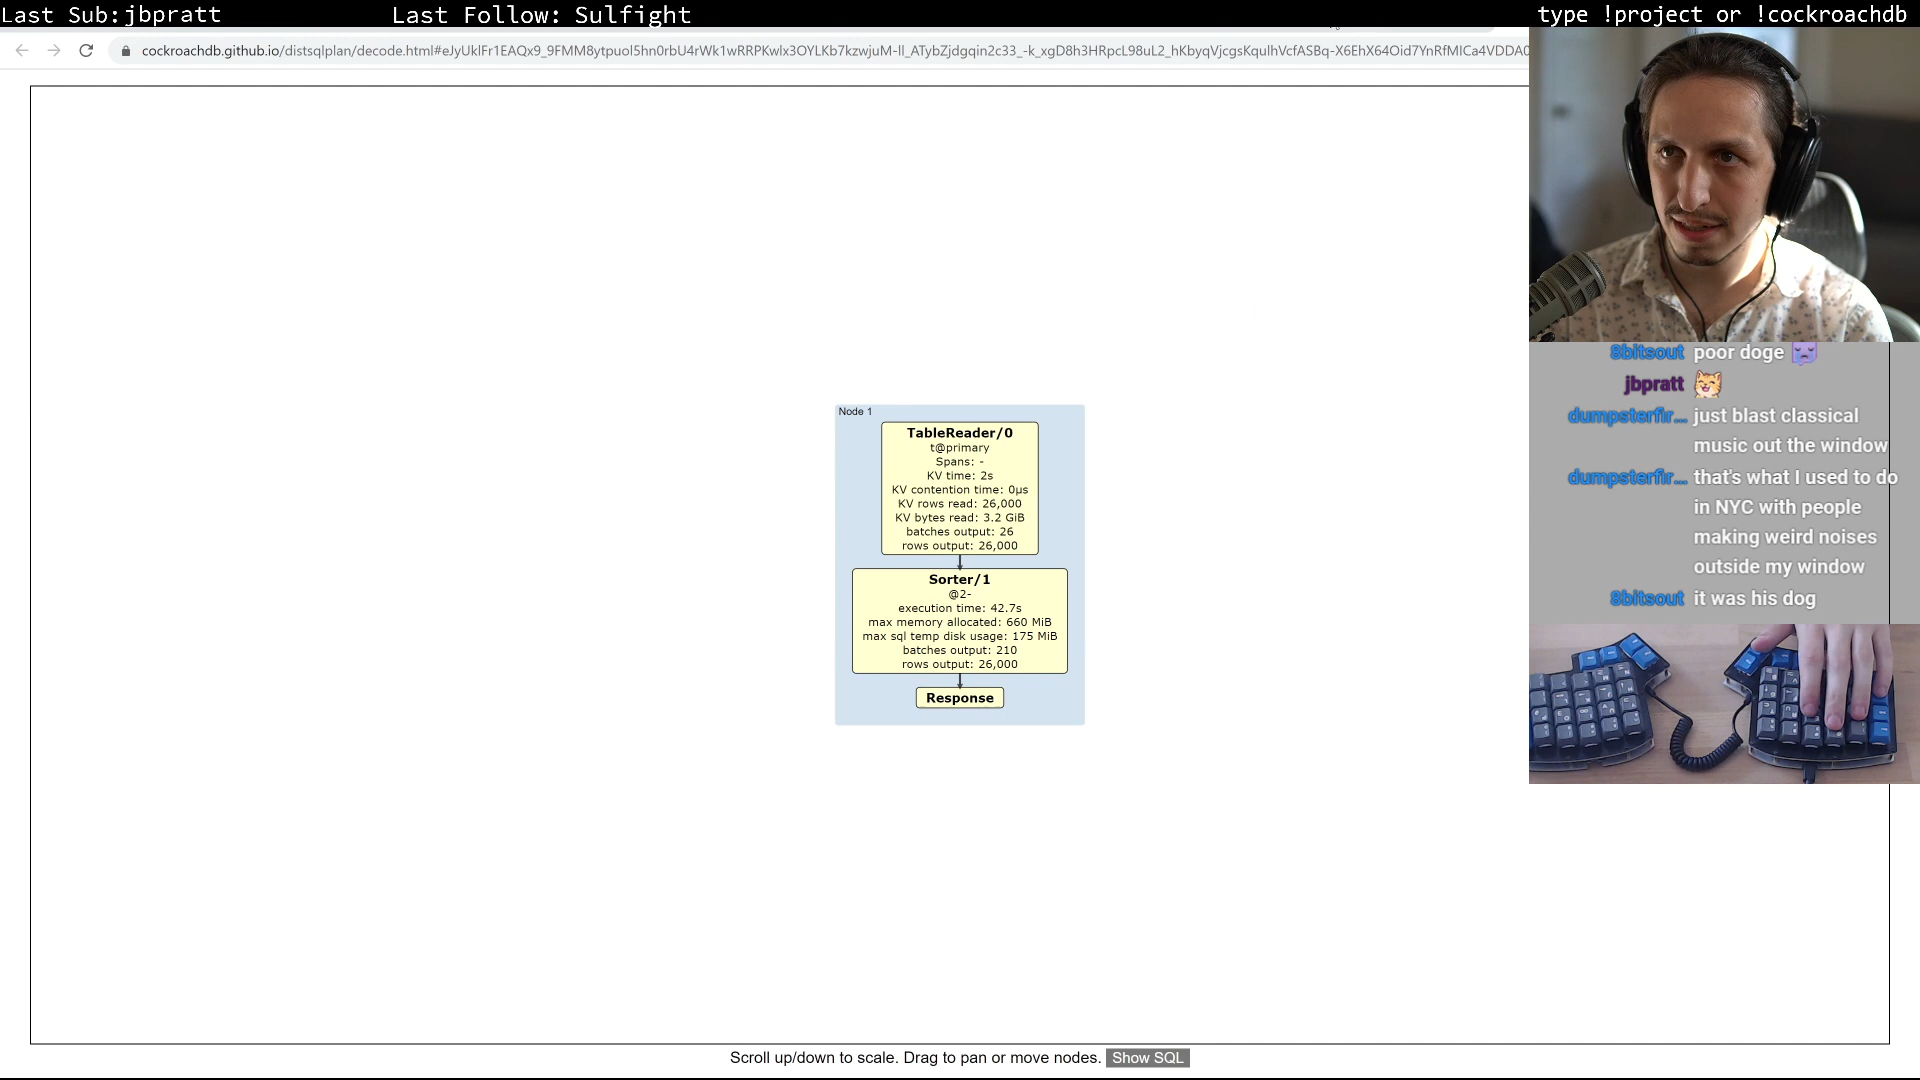 Last Sub:jbpratt
Last Follow: Sulfight
type !project or !cockroachdb
cockroachdb.github.io/distsqlplan/decode.html#
Node 1
TableReader/0
t@primary
Spans: -
KV time: 2s
KV contention time: 0µs
KV rows read: 26,000
KV bytes read: 3.2 GiB
batches output: 26
rows output: 26,000
Sorter/1
@2-
execution time: 42.7s
max memory allocated: 660 MiB
max sql temp disk usage: 175 MiB
batches output: 210
rows output: 26,000
Response
8bitsout poor doge
jbpratt
dumpsterfir... just blast classical
music out the window
dumpsterfir... that's what I used to do
in NYC with people
making weird noises
outside my window
8bitsout it was his dog
Scroll up/down to scale. Drag to pan or move nodes. Show SQL